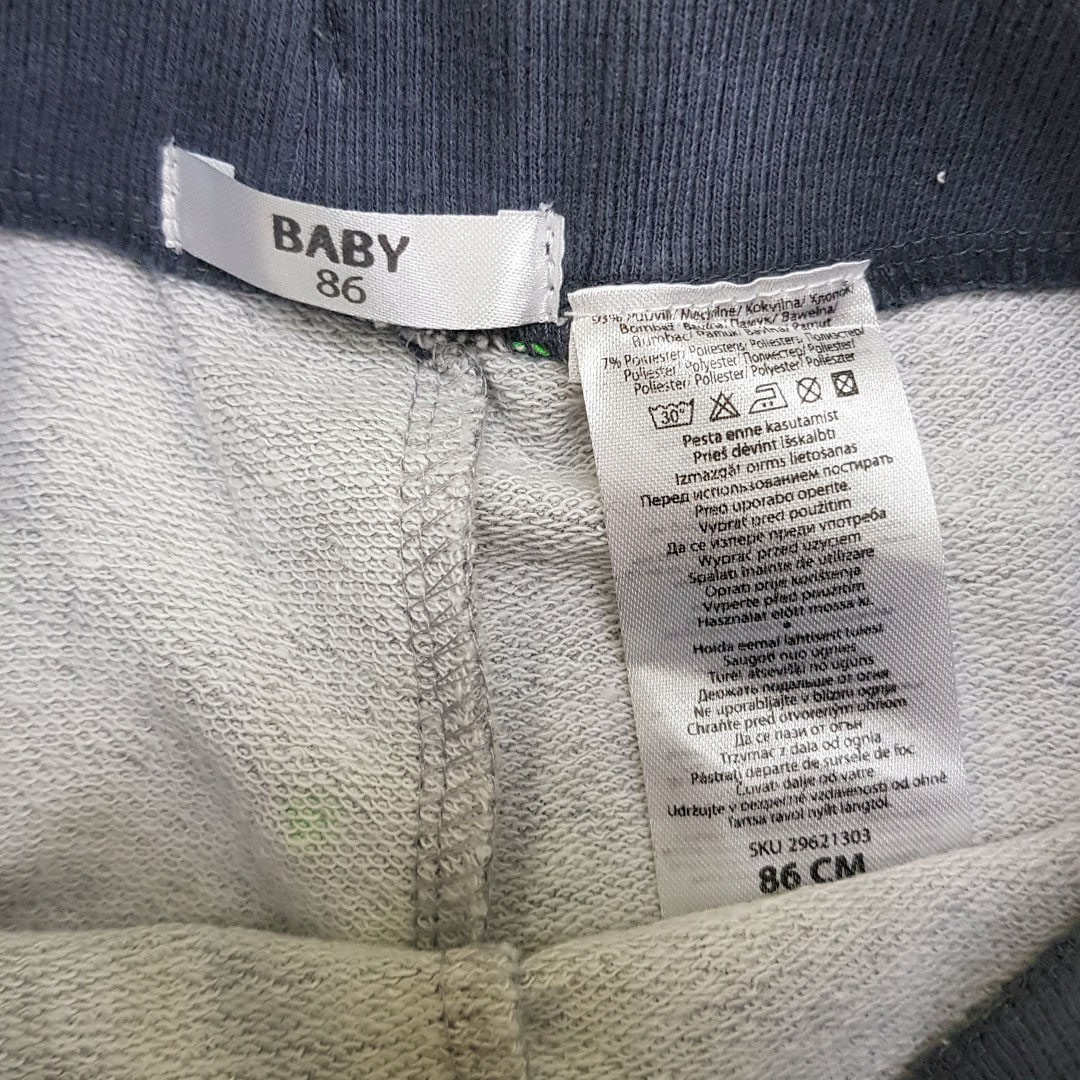 BABY
86
93% Puuvill/ Medvilnė/ Kokvilna/ Хлопок
Bombaž/ Bavlna/ Памук/ Bawełna/
Bumbac/ Pamuk/ Bavlna/ Pamut
7% Polüester/ Poliesteris/ Poliesters/ Полиэстер/
Poliester/ Polyester/ Полиестер/ Poliester/
Poliester/ Poliester/ Polyester/ Poliészter
30°
Pesta enne kasutamist
Prieš dėvint išskalbti
Izmazgāt pirms lietošanas
Перед использованием постирать
Pred uporabo operite.
Vyprať pred použitím
Да се изпере преди употреба
Wyprać przed użyciem
Spalati înainte de utilizare
Oprati prije korištenja
Vyperte před použitím
Használat előtt mossa ki.
Hoida eemal lahtisest tulest
Saugoti nuo ugnies
Turēt atsevišķi no uguns
Держать подальше от огня
Ne uporabljajte v bližini ognja
Chráňte pred otvoreným ohňom
Да се пази от огън
Trzymać z dala od ognia
Păstrați departe de sursele de foc
Čuvati dalje od vatre
Udržujte v bezpečné vzdálenosti od ohně
Tartsa távol nyílt lángtól
SKU 29621303
86 CM